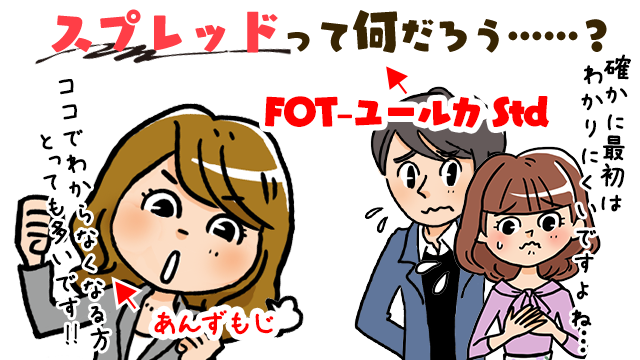 スプレッドって何だろう……？
FOT-ユールカ Std
確かに最初は
わかりにくいですよね…
ココでわからなくなる方
とっても多いです!!
あんずもじ